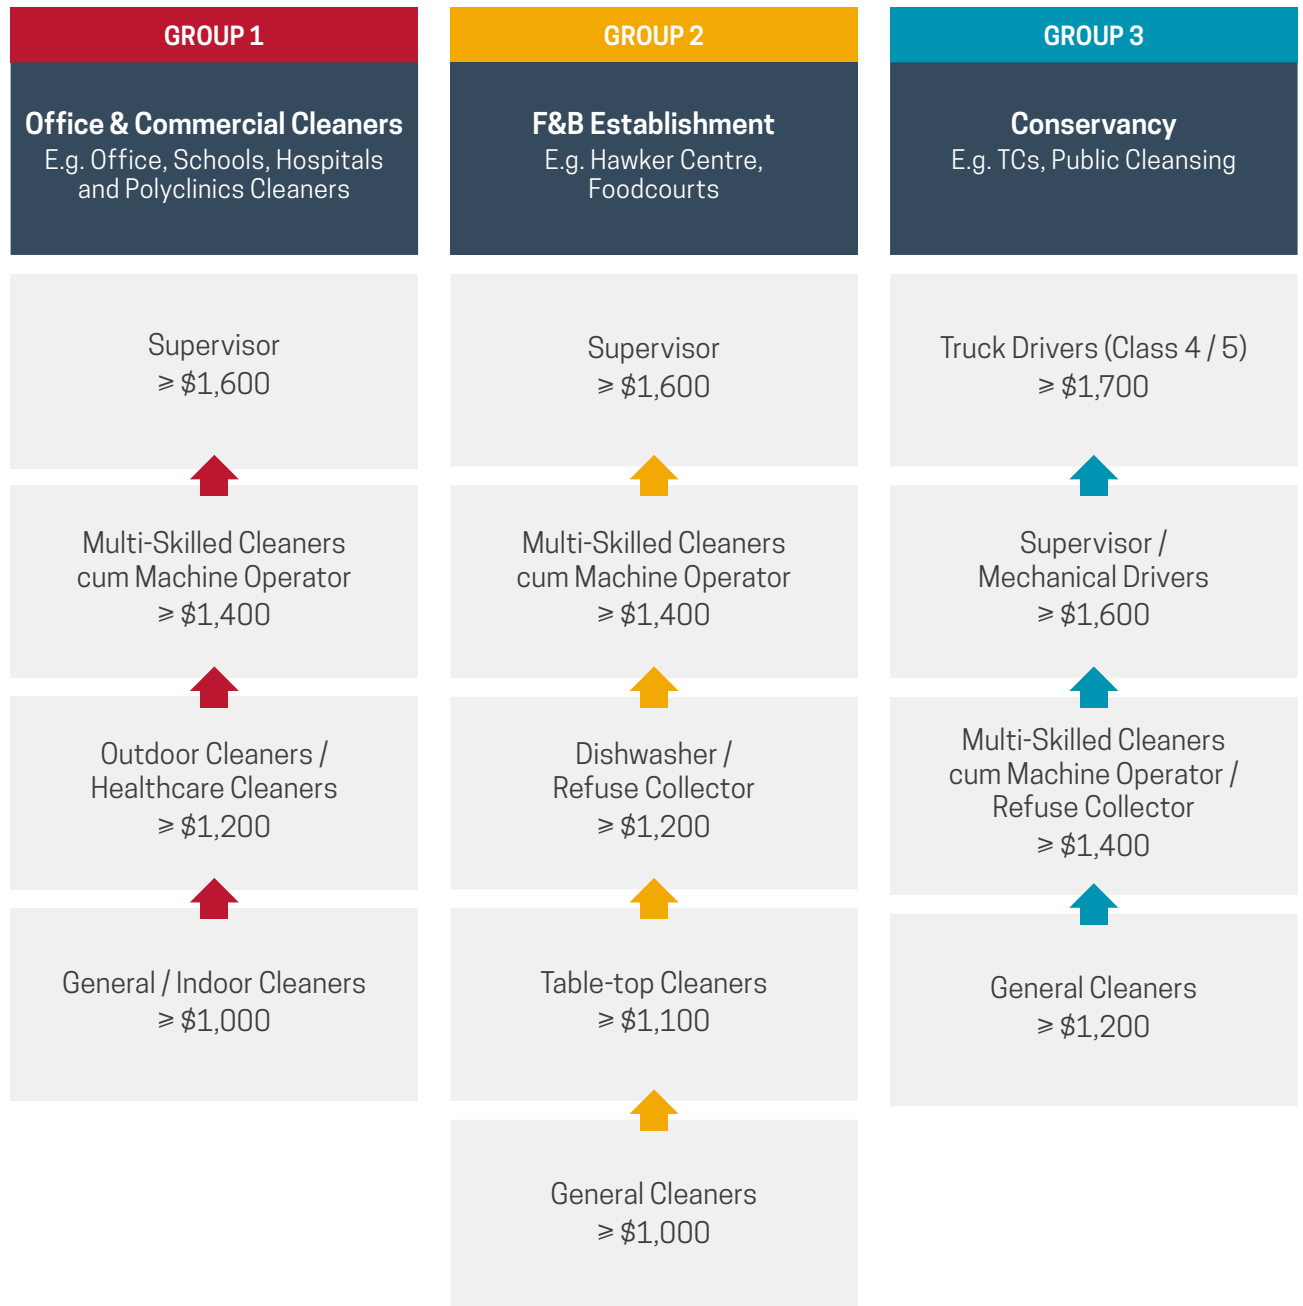 GROUP 1
Office & Commercial Cleaners
E.g. Office, Schools, Hospitals
and Polyclinics Cleaners
Supervisor
⩾ $1,600
Multi-Skilled Cleaners
cum Machine Operator
⩾ $1,400
Outdoor Cleaners /
Healthcare Cleaners
⩾ $1,200
General / Indoor Cleaners
⩾ $1,000
GROUP 2
F&B Establishment
E.g. Hawker Centre,
Foodcourts
Supervisor
⩾ $1,600
Multi-Skilled Cleaners
cum Machine Operator
⩾ $1,400
Dishwasher /
Refuse Collector
⩾ $1,200
Table-top Cleaners
⩾ $1,100
General Cleaners
⩾ $1,000
GROUP 3
Conservancy
E.g. TCs, Public Cleansing
Truck Drivers (Class 4 / 5)
⩾ $1,700
Supervisor /
Mechanical Drivers
⩾ $1,600
Multi-Skilled Cleaners
cum Machine Operator /
Refuse Collector
⩾ $1,400
General Cleaners
⩾ $1,200